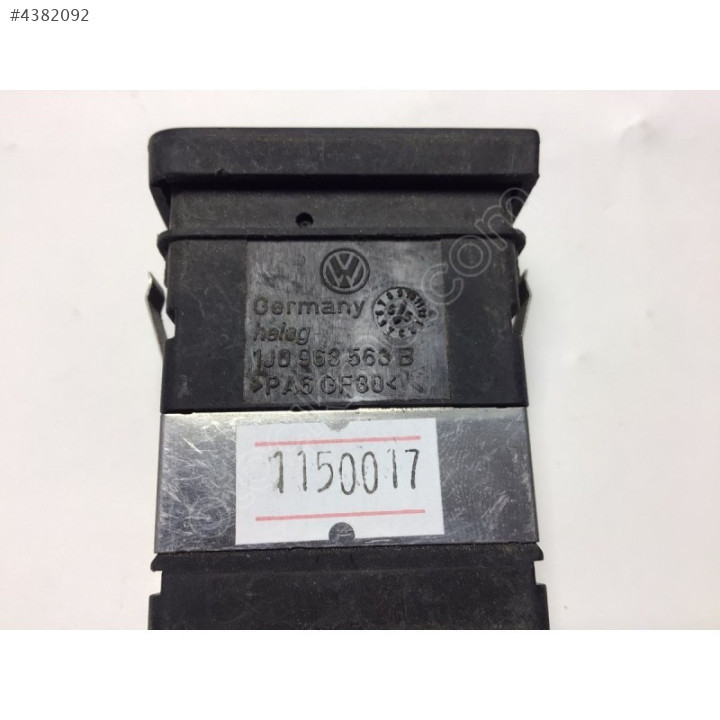 #4382092
Germany
helag
1J0 963 563 B
>PA6 GF30<
1150017